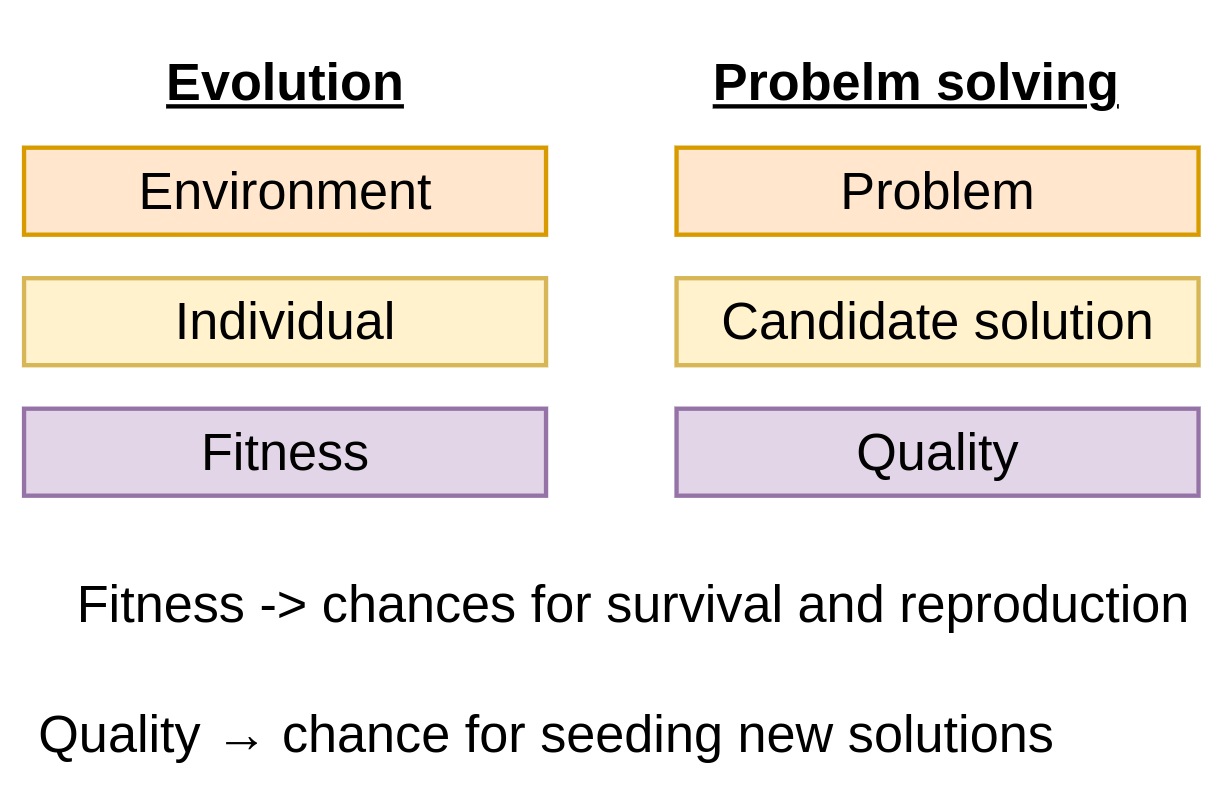 Evolution
Probelm solving
Environment
Problem
Individual
Candidate solution
Fitness
Quality
Fitness -> chances for survival and reproduction
Quality → chance for seeding new solutions